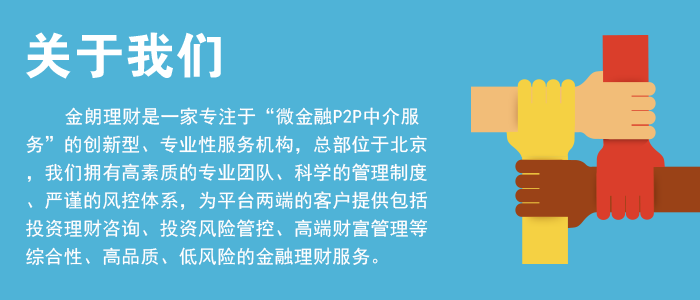 关于我们
金朗理财是一家专注于“微金融P2P中介服
务”的创新型、专业性服务机构，总部位于北京
，我们拥有高素质的专业团队、科学的管理制度
、严谨的风控体系，为平台两端的客户提供包括
投资理财咨询、投资风险管控、高端财富管理等
综合性、高品质、低风险的金融理财服务。